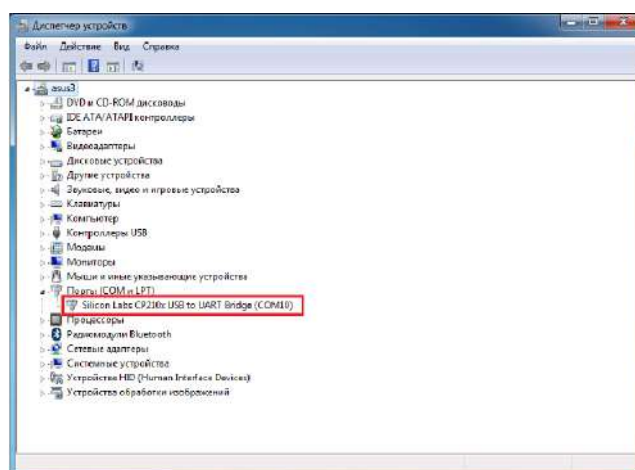 Диспетчер устройств
Файл Действие Вид Справка
asus3
DVD и CD-ROM дисководы
IDE ATA/ATAPI контроллеры
Батареи
Видеоадаптеры
Дисковые устройства
Другие устройства
Звуковые, видео и игровые устройства
Клавиатуры
Компьютер
Контроллеры USB
Модемы
Мониторы
Мыши и иные указывающие устройства
Порты (COM и LPT)
Silicon Labs CP210x USB to UART Bridge (COM10)
Процессоры
Радиомодули Bluetooth
Сетевые адаптеры
Системные устройства
Устройства HID (Human Interface Devices)
Устройства обработки изображений